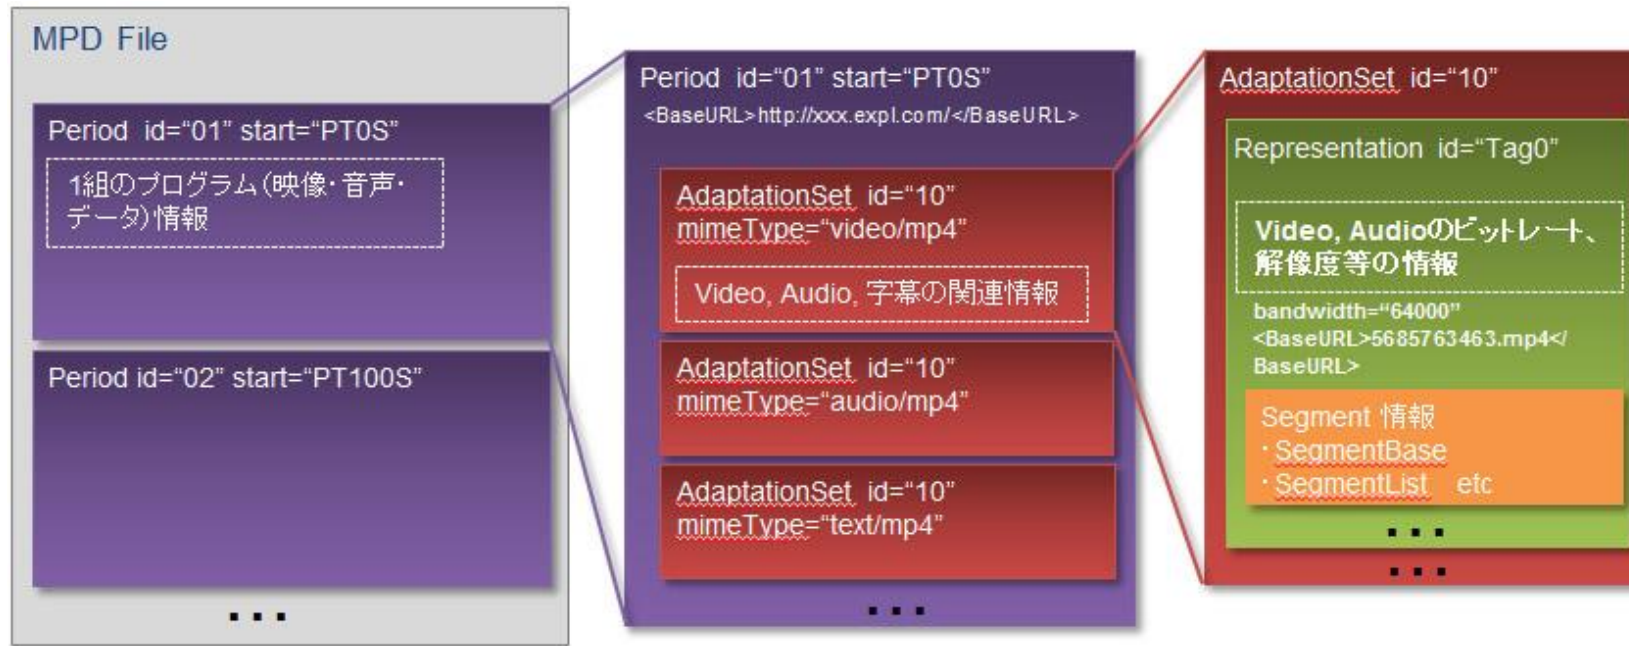 MPD File
Period id=“01” start=“PT0S”
1組のプログラム(映像・音声・
データ)情報
Period id=“02” start=“PT100S”
...
Period id=“01” start=“PT0S”
<BaseURL>http://xxx.expl.com/</BaseURL>
AdaptationSet id=“10”
mimeType=“video/mp4”
Video, Audio, 字幕の関連情報
AdaptationSet id=“10”
mimeType=“audio/mp4”
AdaptationSet id=“10”
mimeType=“text/mp4”
...
AdaptationSet id=“10”
Representation id=“Tag0”
Video, Audioのビットレート、
解像度等の情報
bandwidth=“64000”
<BaseURL>5685763463.mp4</
BaseURL>
Segment 情報
・SegmentBase
・SegmentList etc
...
...